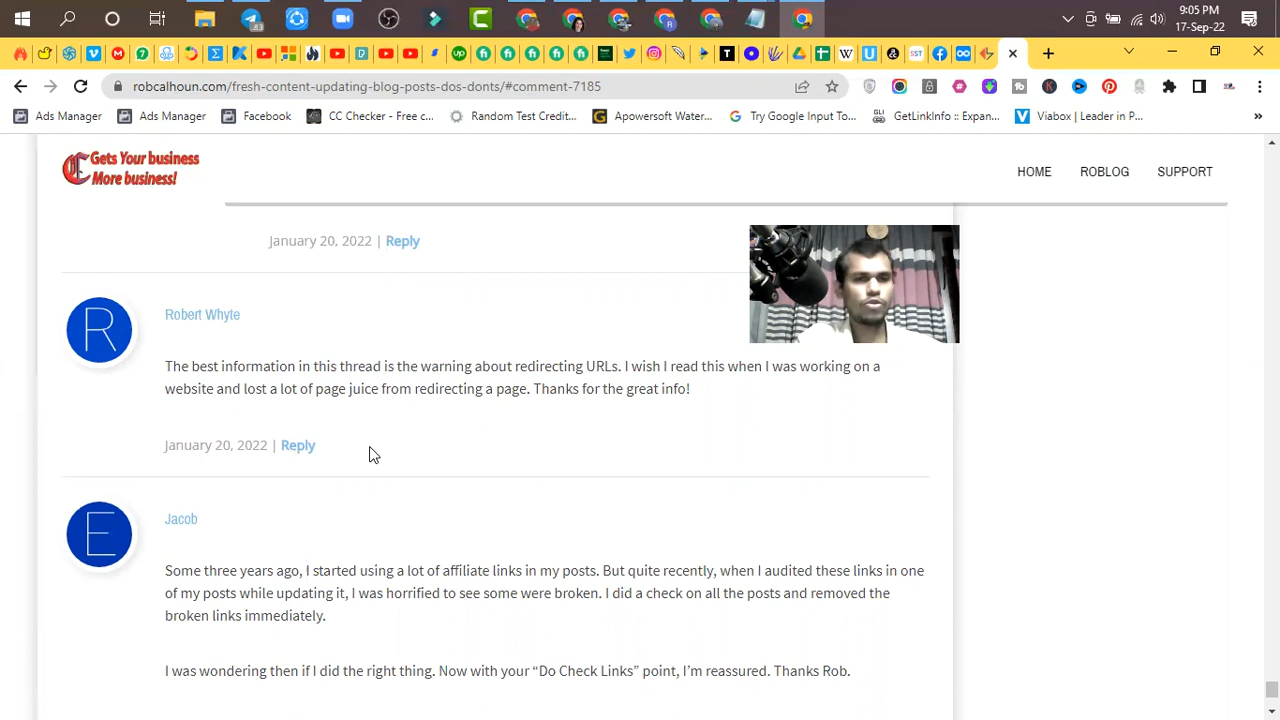 83
9:05 PM
17-Sep-22
robcalhoun.com/fresh-content-updating-blog-posts-dos-donts/#comment-7185
Ads Manager
Ads Manager
Facebook
CC Checker - Free c...
Random Test Credit...
Apowersoft Water...
Try Google Input To...
GetLinkInfo :: Expan...
Viabox | Leader in P...
Gets Your business
More business!
HOME
ROBLOG
SUPPORT
January 20, 2022 | Reply
R
Robert Whyte
The best information in this thread is the warning about redirecting URLs. I wish I read this when I was working on a
website and lost a lot of page juice from redirecting a page. Thanks for the great info!
January 20, 2022 | Reply
E
Jacob
Some three years ago, I started using a lot of affiliate links in my posts. But quite recently, when I audited these links in one
of my posts while updating it, I was horrified to see some were broken. I did a check on all the posts and removed the
broken links immediately.
I was wondering then if I did the right thing. Now with your “Do Check Links” point, I’m reassured. Thanks Rob.